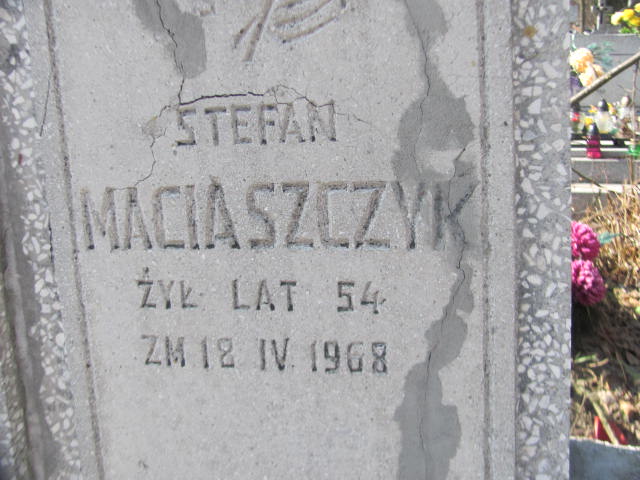 STEFAN
MACIASZCZYK
ŻYŁ LAT 54
ZM 18 IV. 1968